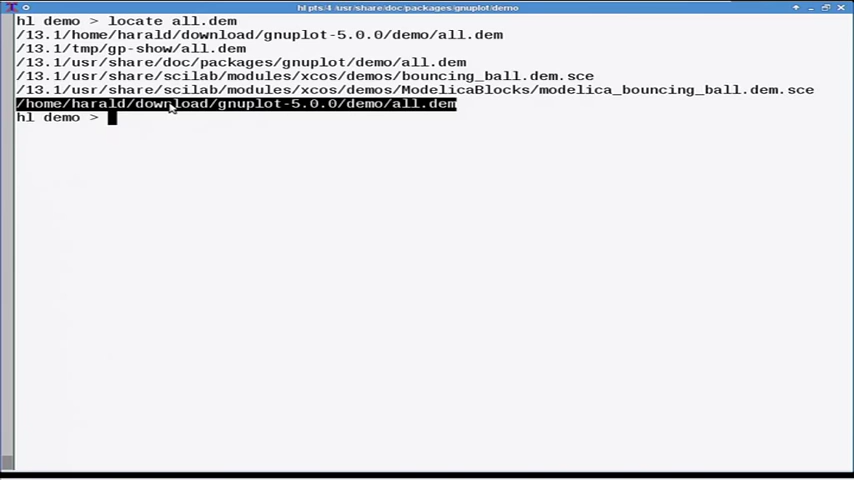 hl pts/4 /usr/share/doc/packages/gnuplot/demo
hl demo > locate all.dem
/13.1/home/harald/download/gnuplot-5.0.0/demo/all.dem
/13.1/tmp/gp-show/all.dem
/13.1/usr/share/doc/packages/gnuplot/demo/all.dem
/13.1/usr/share/scilab/modules/xcos/demos/bouncing_ball.dem.sce
/13.1/usr/share/scilab/modules/xcos/demos/ModelicaBlocks/modelica_bouncing_ball.dem.sce
/home/harald/download/gnuplot-5.0.0/demo/all.dem
hl demo >